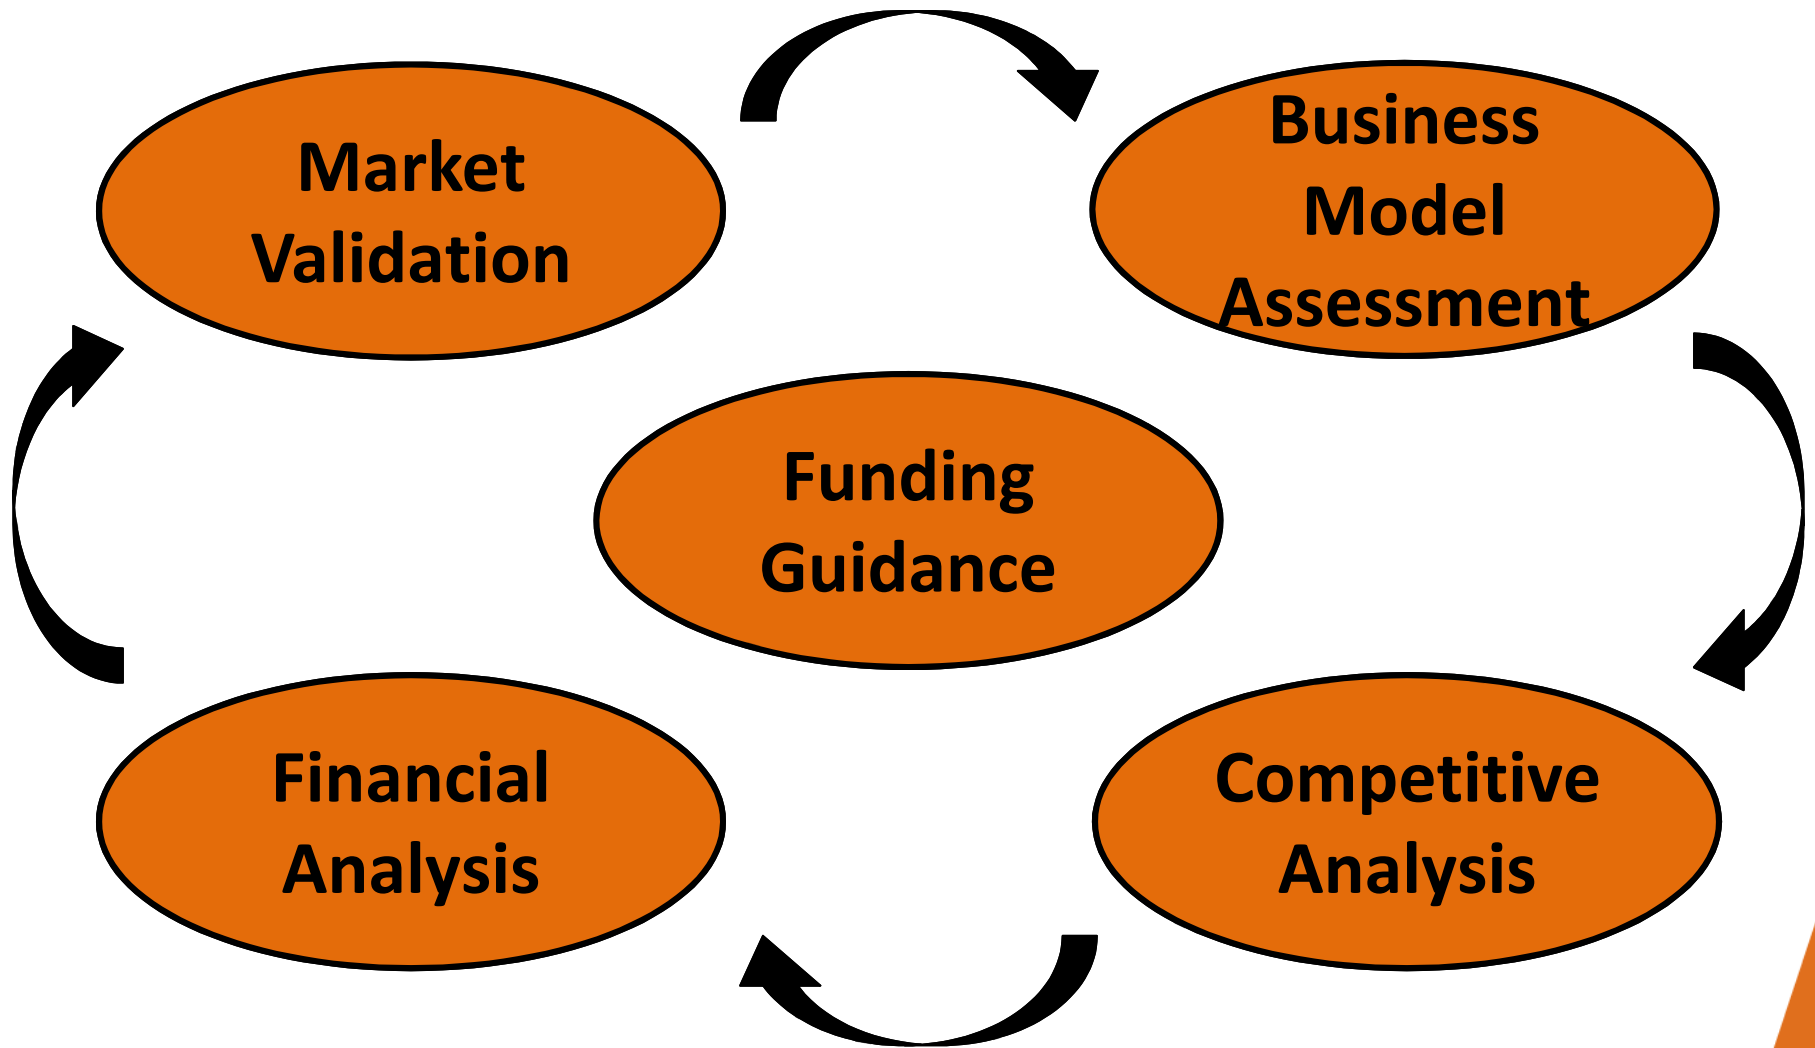 Market
Validation
Business
Model
Assessment
Funding
Guidance
Financial
Analysis
Competitive
Analysis